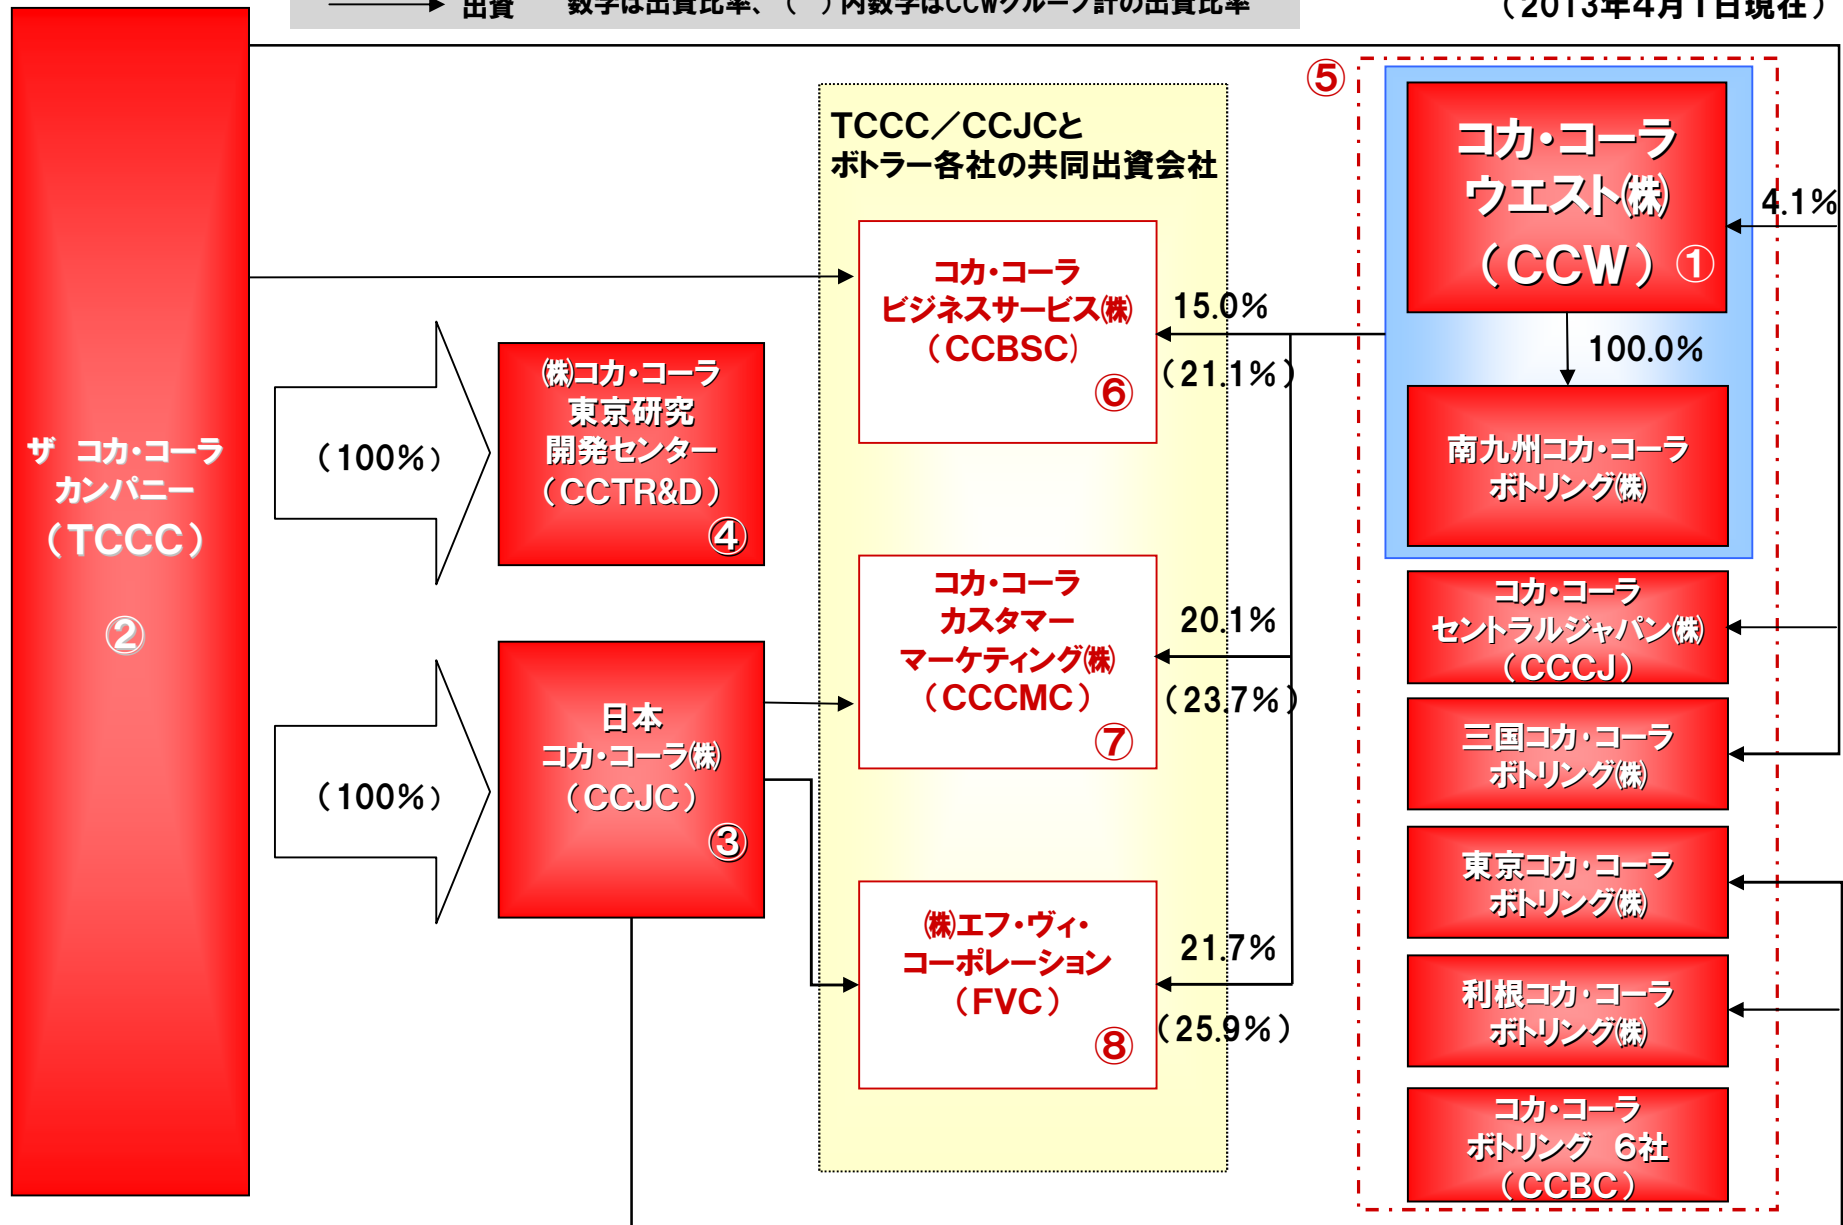 出資 数字は出資比率、（ ）内数字はCCWグループ計の出資比率
（2013年4月1日現在）
ザ コカ・コーラ
カンパニー
（TCCC）
②
（100%）
㈱コカ・コーラ
東京研究
開発センター
（CCTR&D）
④
（100%）
日本
コカ・コーラ㈱
（CCJC）
③
TCCC／CCJCと
ボトラー各社の共同出資会社
コカ・コーラ
ビジネスサービス㈱
（CCBSC）
⑥
15.0%
（21.1%）
コカ・コーラ
カスタマー
マーケティング㈱
（CCCMC）
⑦
20.1%
（23.7%）
㈱エフ・ヴィ・
コーポレーション
（FVC）
⑧
21.7%
（25.9%）
⑤
コカ・コーラ
ウエスト㈱
（CCW）①
4.1%
100.0%
南九州コカ・コーラ
ボトリング㈱
コカ・コーラ
セントラルジャパン㈱
（CCCJ）
三国コカ・コーラ
ボトリング㈱
東京コカ・コーラ
ボトリング㈱
利根コカ・コーラ
ボトリング㈱
コカ・コーラ
ボトリング 6社
（CCBC）